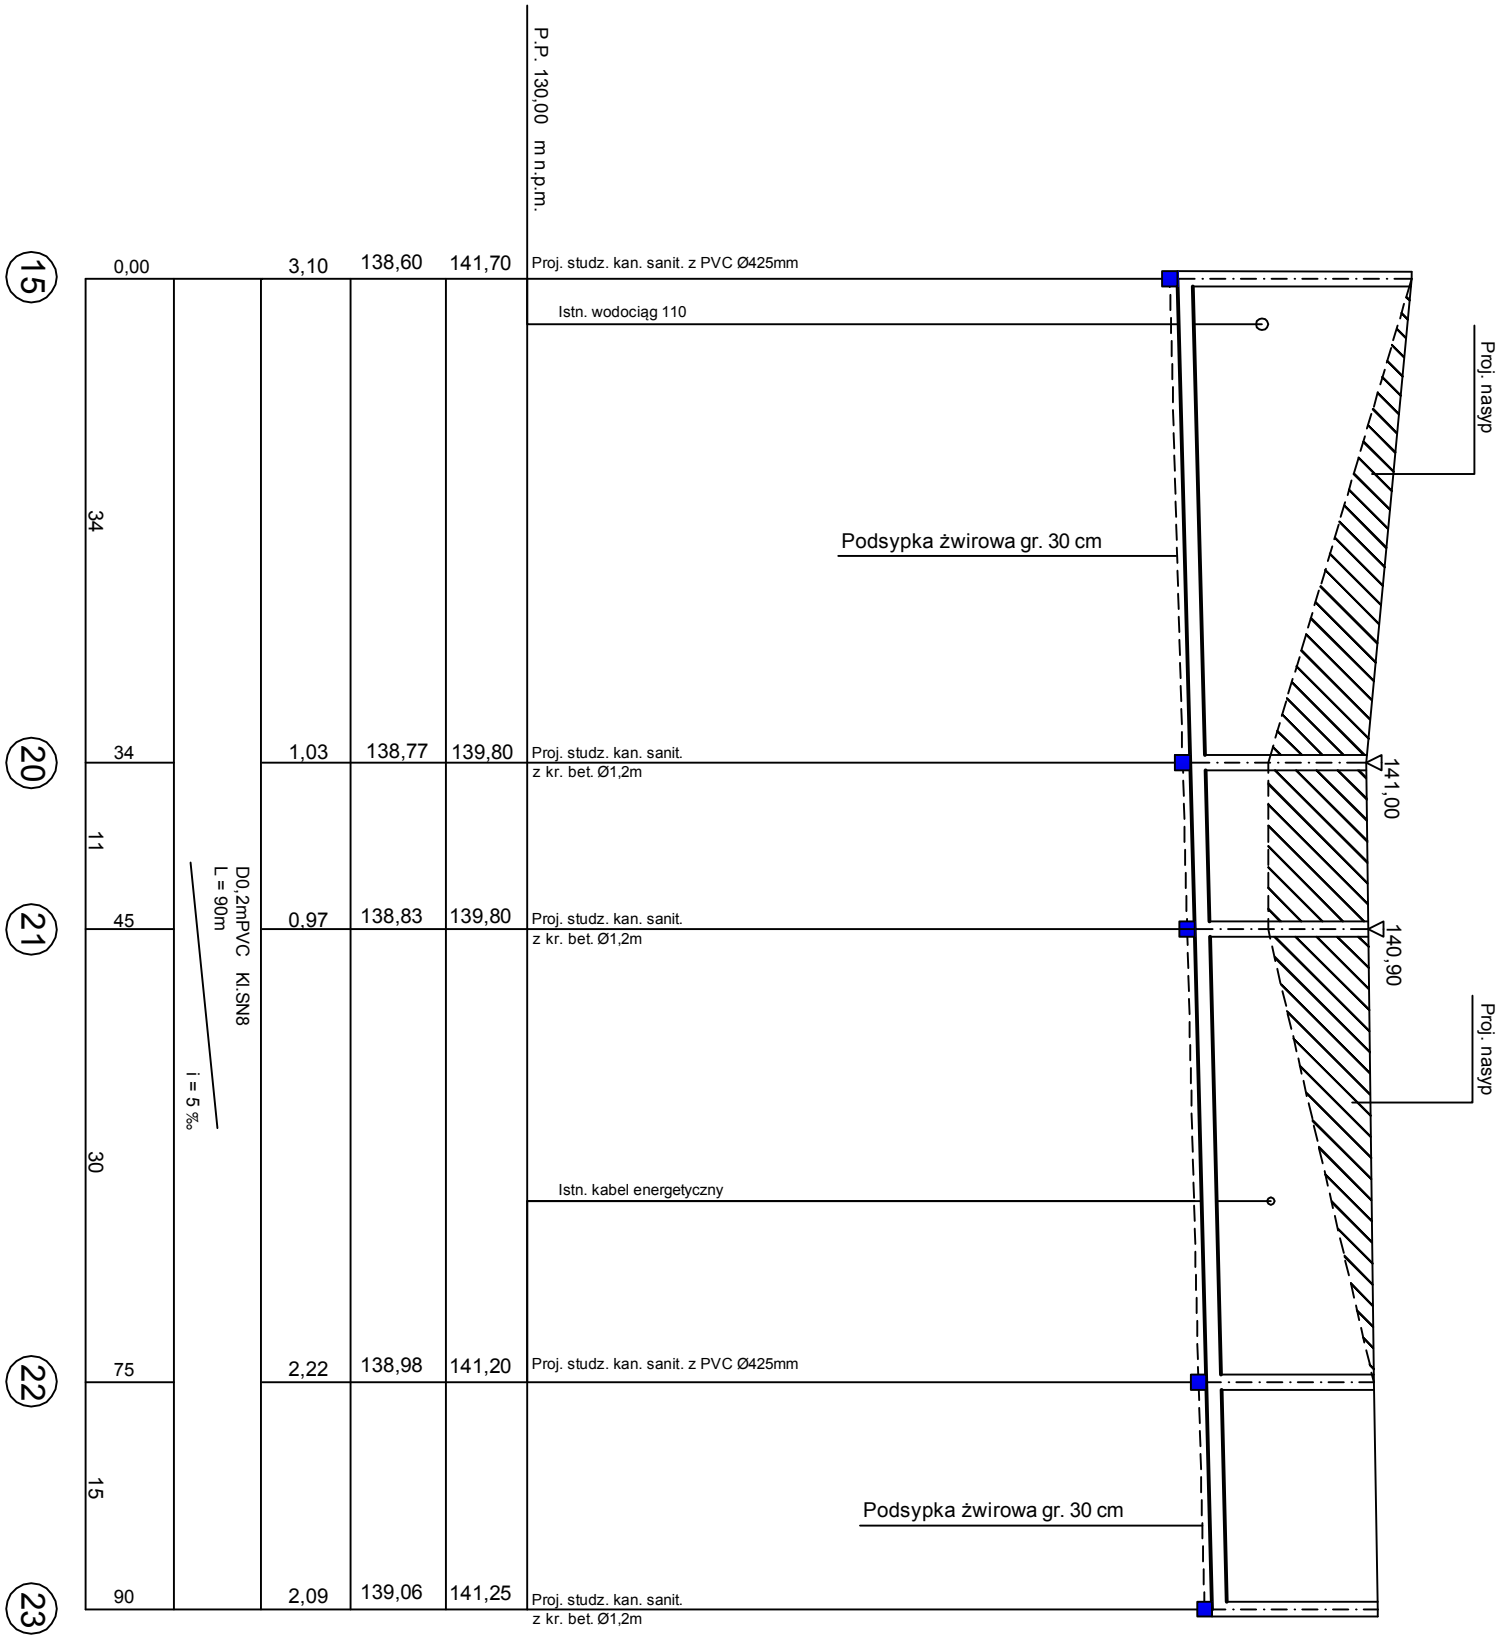 P.P. 130,00 m n.p.m.
15
0,00
3,10
138,60
141,70
Proj. studz. kan. sanit. z PVC Ø425mm
Istn. wodociąg 110
Proj. nasyp
34
Podsypka żwirowa gr. 30 cm
20
34
1,03
138,77
139,80
Proj. studz. kan. sanit.
z kr. bet. Ø1,2m
141,00
11
21
45
0,97
138,83
139,80
Proj. studz. kan. sanit.
z kr. bet. Ø1,2m
140,90
D0,2mPVC Kl.SN8
L = 90m
i = 5 ‰
Proj. nasyp
30
Istn. kabel energetyczny
22
75
2,22
138,98
141,20
Proj. studz. kan. sanit. z PVC Ø425mm
15
Podsypka żwirowa gr. 30 cm
23
90
2,09
139,06
141,25
Proj. studz. kan. sanit.
z kr. bet. Ø1,2m